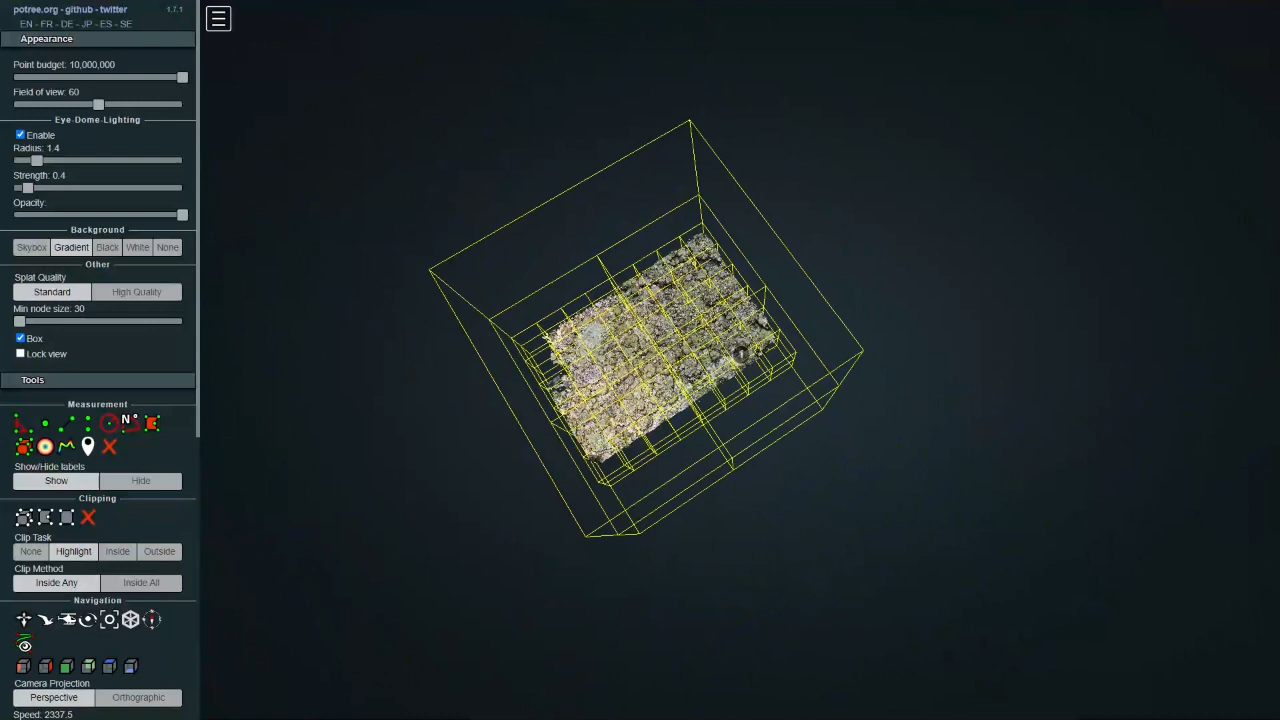 potree.org - github - twitter 1.7.1
EN - FR - DE - JP - ES - SE
Appearance
Point budget: 10,000,000
Field of view: 60
Eye-Dome-Lighting
Enable
Radius: 1.4
Strength: 0.4
Opacity:
Background
Skybox Gradient Black White None
Other
Splat Quality
Standard High Quality
Min node size: 30
Box
Lock view
Tools
Measurement
N°
Show/Hide labels
Show Hide
Clipping
Clip Task
None Highlight Inside Outside
Clip Method
Inside Any Inside All
Navigation
Camera Projection
Perspective Orthographic
Speed: 2337.5